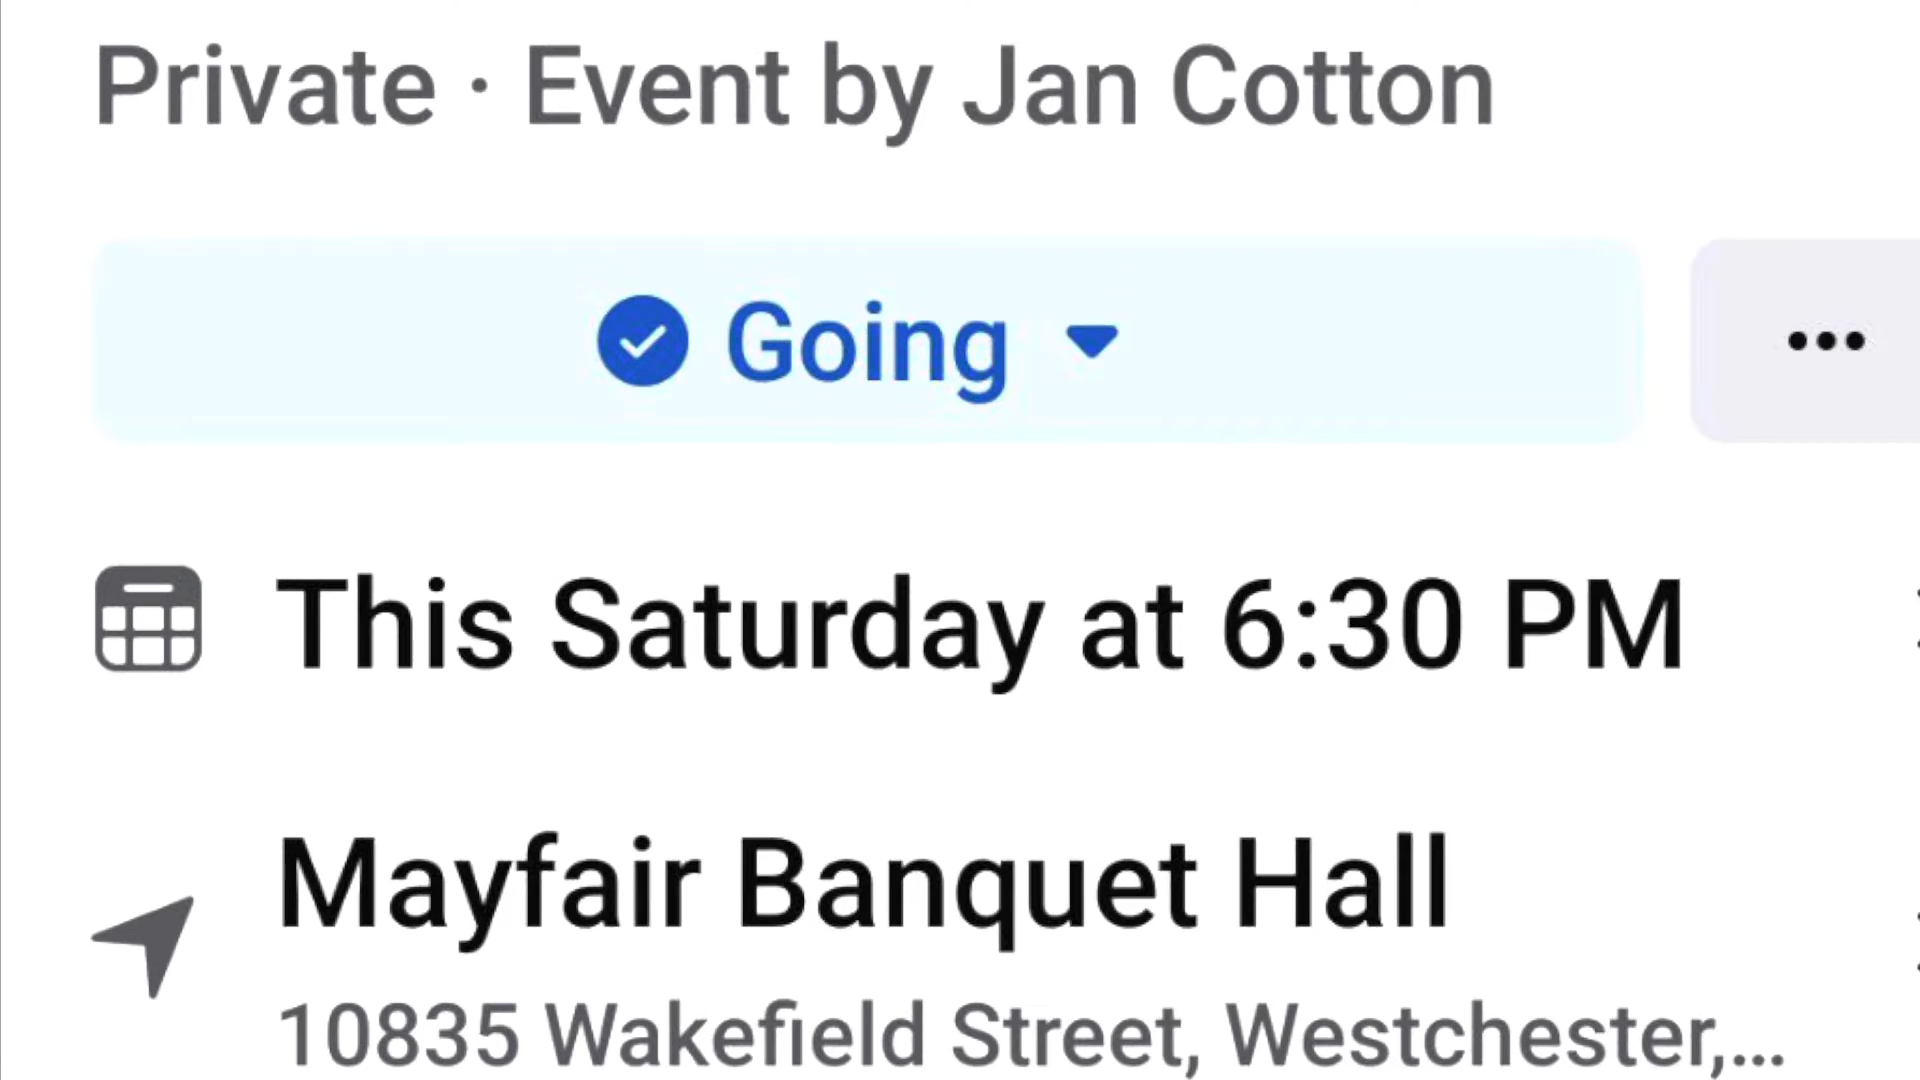 Private · Event by Jan Cotton
Going
This Saturday at 6:30 PM
Mayfair Banquet Hall
10835 Wakefield Street, Westchester,...